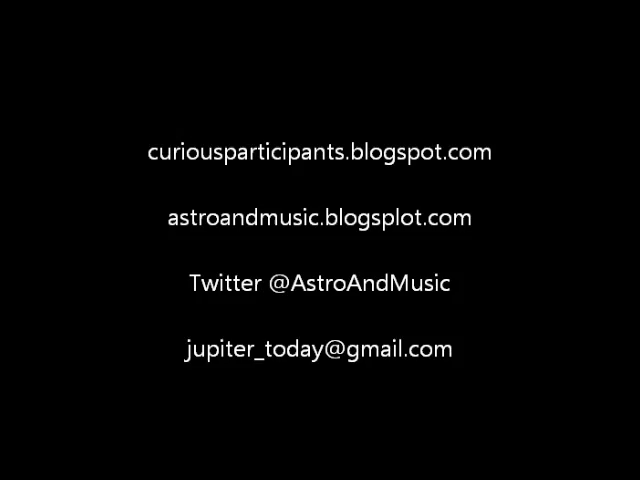 curiousparticipants.blogspot.com
astroandmusic.blogsplot.com
Twitter @AstroAndMusic
jupiter_today@gmail.com